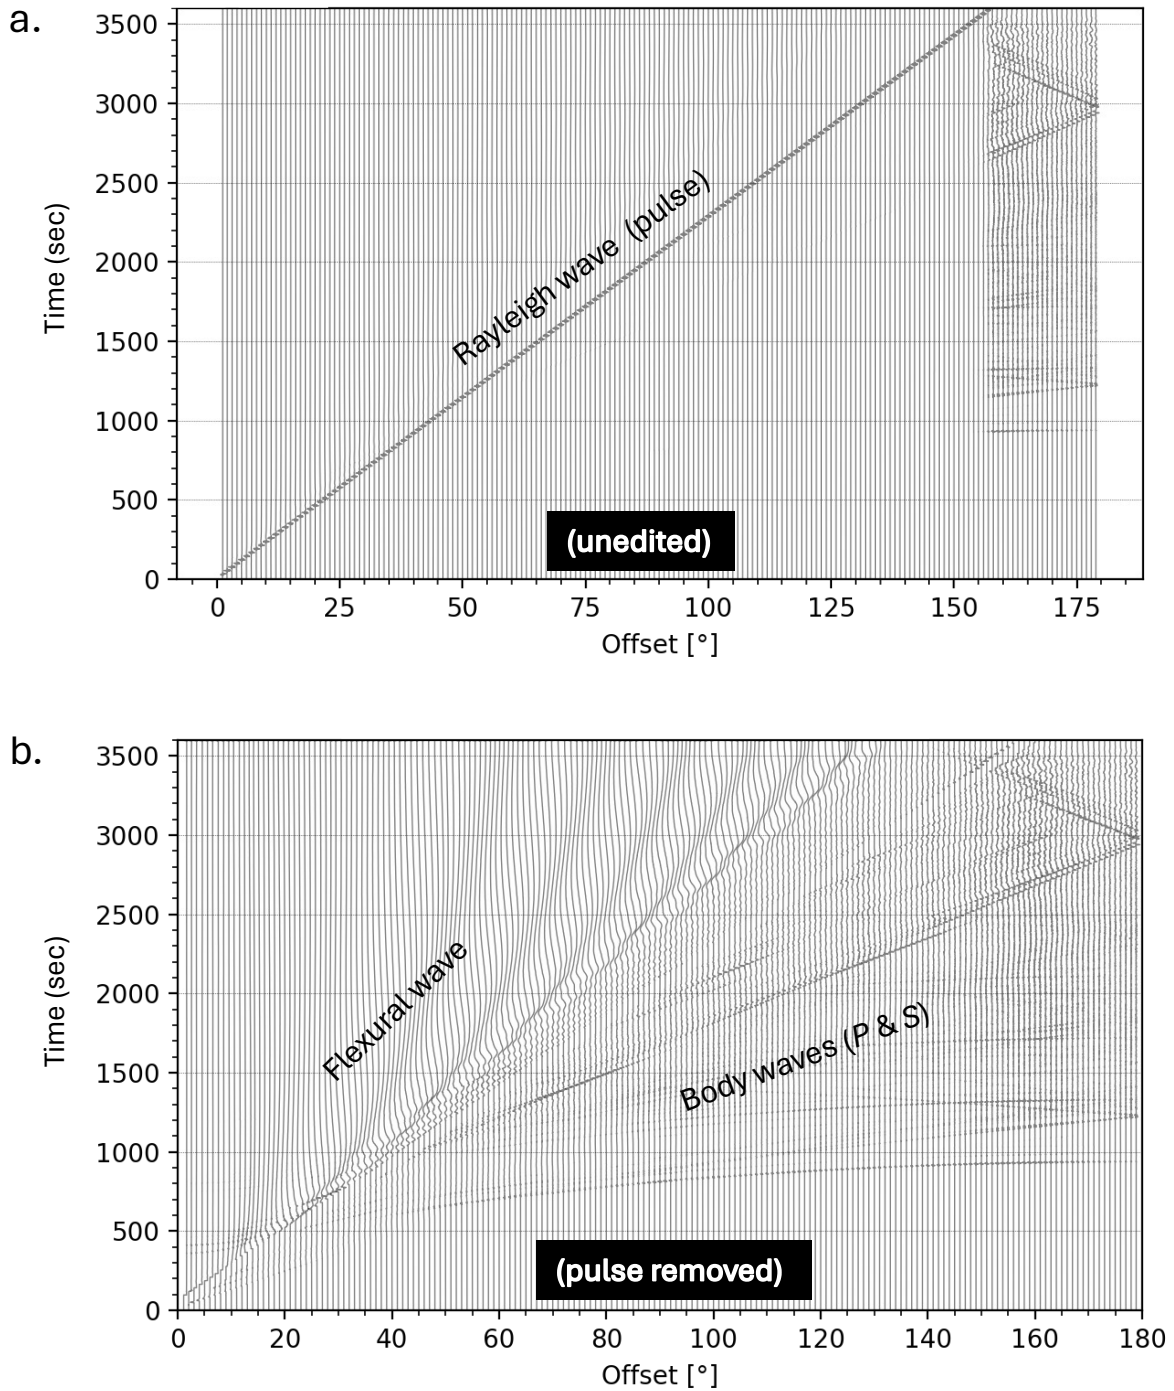 a.
3500
3000
2500
2000
1500
1000
500
0
Time (sec)
Rayleigh wave (pulse)
(unedited)
0 25 50 75 100 125 150 175
Offset [°]
b.
3500
3000
2500
2000
1500
1000
500
0
Time (sec)
Flexural wave
Body waves (P & S)
(pulse removed)
0 20 40 60 80 100 120 140 160 180
Offset [°]